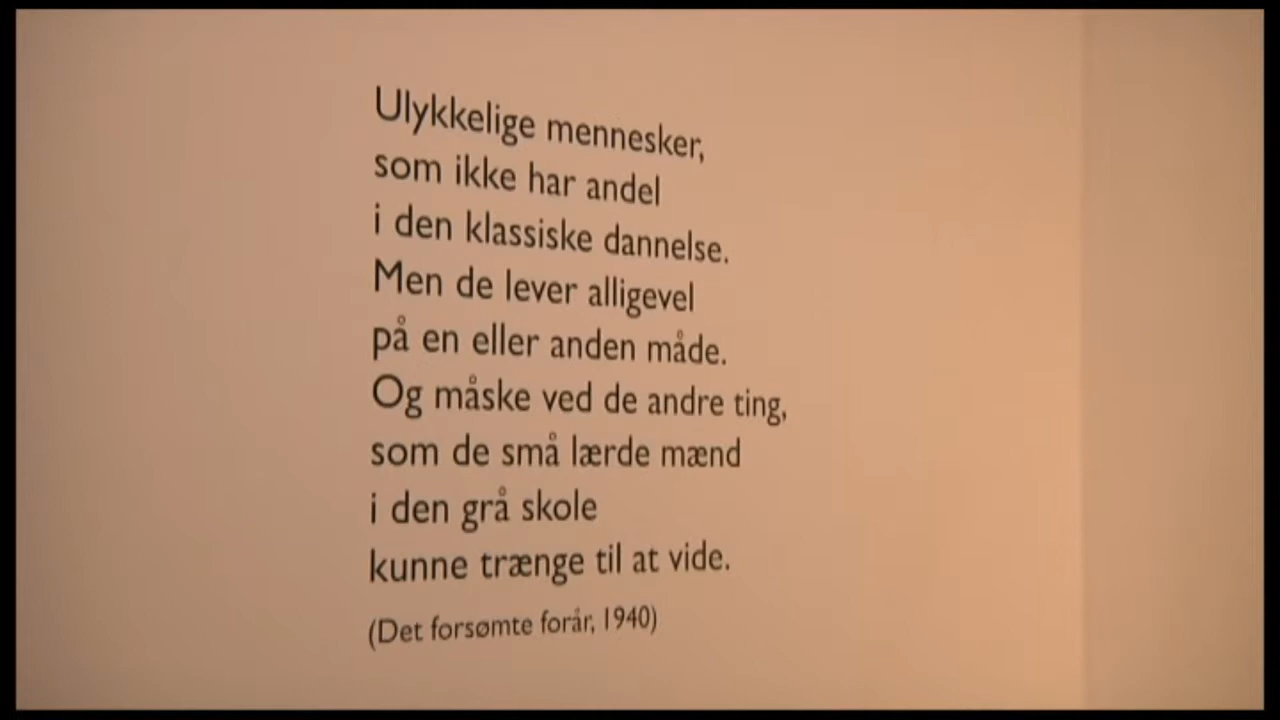 Ulykkelige mennesker,
som ikke har andel
i den klassiske dannelse.
Men de lever alligevel
på en eller anden måde.
Og måske ved de andre ting,
som de små lærde mænd
i den grå skole
kunne trænge til at vide.
(Det forsømte forår, 1940)